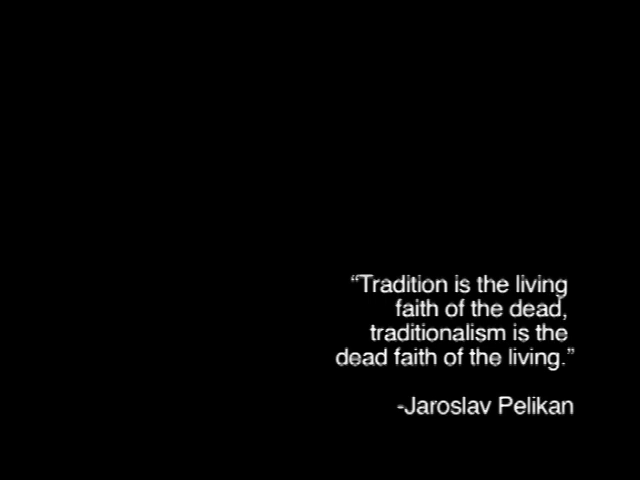 “Tradition is the living
faith of the dead,
traditionalism is the
dead faith of the living.”
-Jaroslav Pelikan